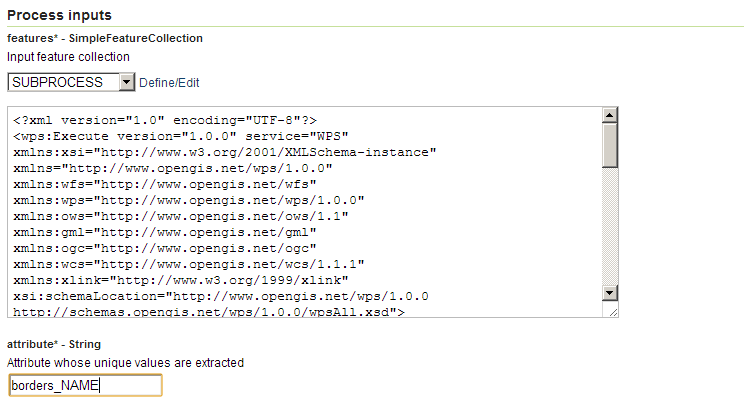 Process inputs
features* - SimpleFeatureCollection
Input feature collection
SUBPROCESS Define/Edit
<?xml version="1.0" encoding="UTF-8"?>
<wps:Execute version="1.0.0" service="WPS"
xmlns:xsi="http://www.w3.org/2001/XMLSchema-instance"
xmlns="http://www.opengis.net/wps/1.0.0"
xmlns:wfs="http://www.opengis.net/wfs"
xmlns:wps="http://www.opengis.net/wps/1.0.0"
xmlns:ows="http://www.opengis.net/ows/1.1"
xmlns:gml="http://www.opengis.net/gml"
xmlns:ogc="http://www.opengis.net/ogc"
xmlns:wcs="http://www.opengis.net/wcs/1.1.1"
xmlns:xlink="http://www.w3.org/1999/xlink"
xsi:schemaLocation="http://www.opengis.net/wps/1.0.0
http://schemas.opengis.net/wps/1.0.0/wpsAll.xsd">
attribute* - String
Attribute whose unique values are extracted
borders_NAME